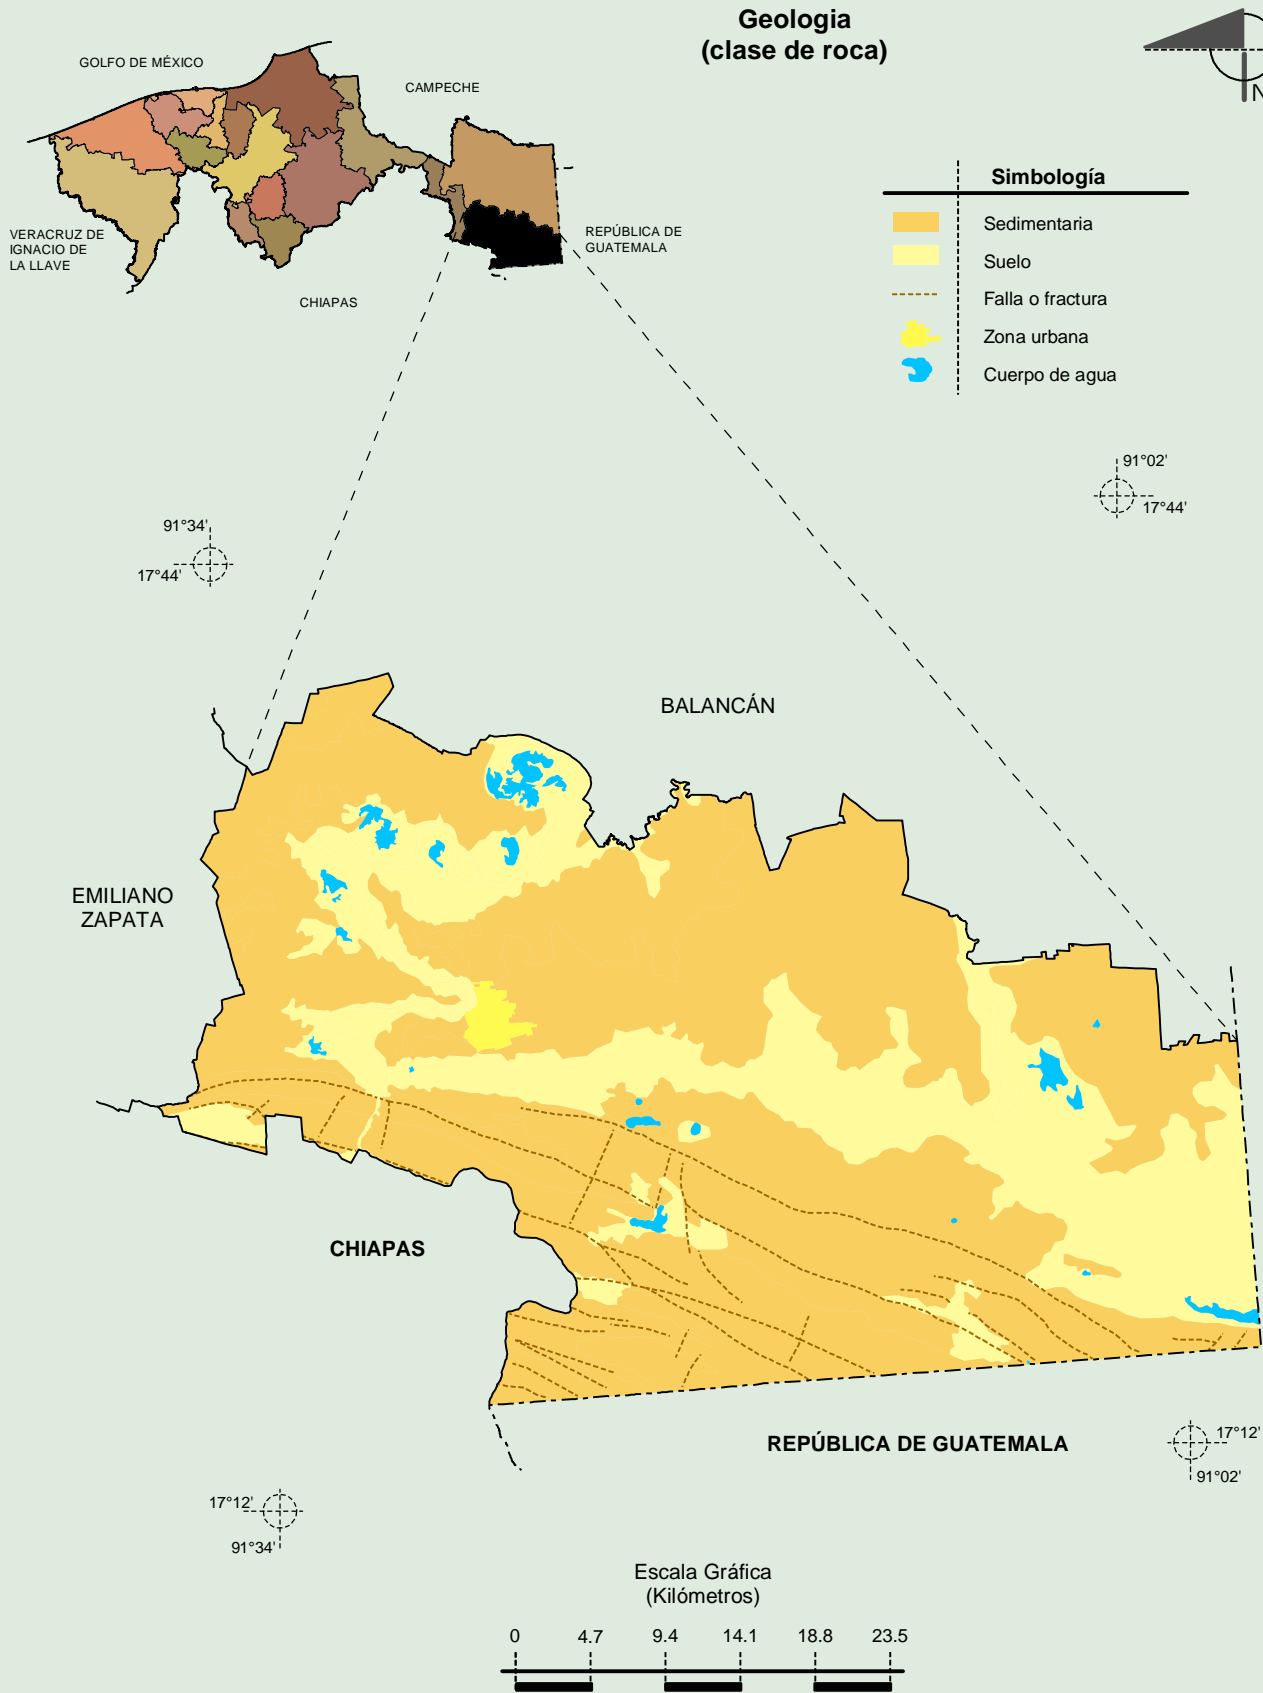 Geologia
(clase de roca)
N
GOLFO DE MÉXICO
CAMPECHE
VERACRUZ DE
IGNACIO DE
LA LLAVE
REPÚBLICA DE
GUATEMALA
CHIAPAS
Simbología
Sedimentaria
Suelo
Falla o fractura
Zona urbana
Cuerpo de agua
91°02'
17°44'
91°34'
17°44'
BALANCÁN
EMILIANO
ZAPATA
CHIAPAS
REPÚBLICA DE GUATEMALA
17°12'
91°02'
17°12'
91°34'
Escala Gráfica
(Kilómetros)
0 4.7 9.4 14.1 18.8 23.5